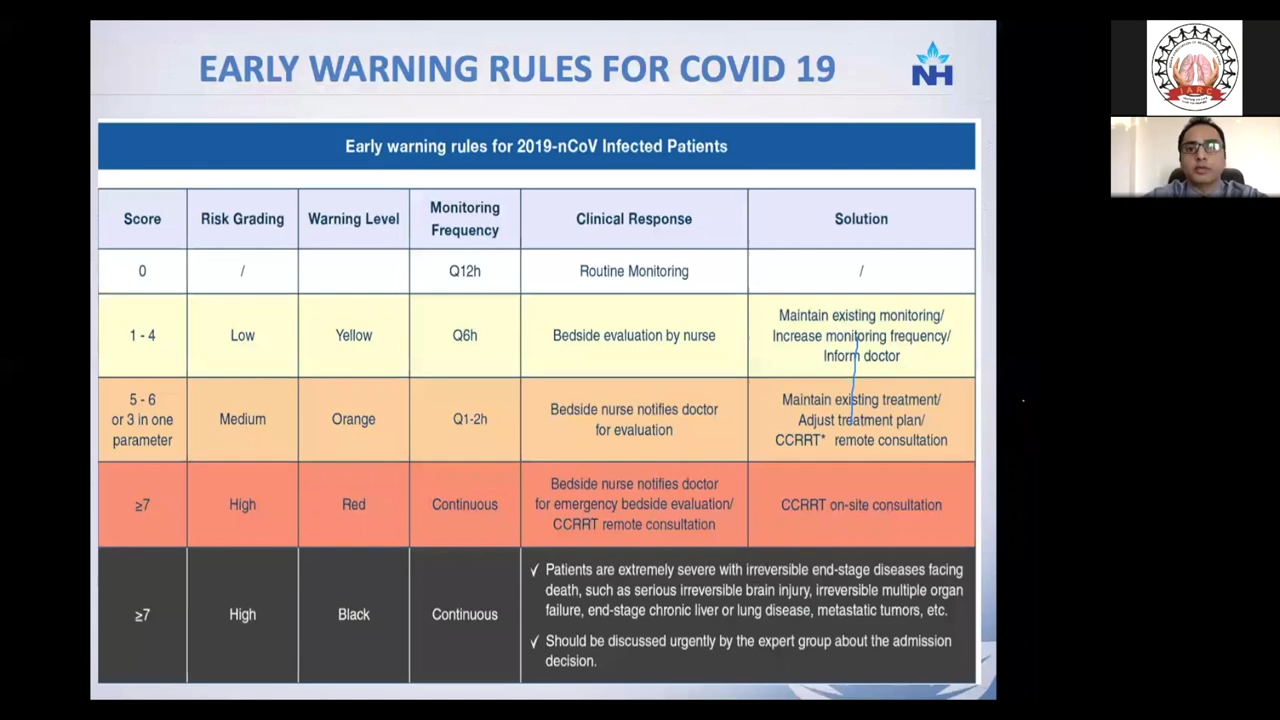 EARLY WARNING RULES FOR COVID 19
NH
Early warning rules for 2019-nCoV Infected Patients
Score
Risk Grading
Warning Level
Monitoring
Frequency
Clinical Response
Solution
0
/
Q12h
Routine Monitoring
/
1 - 4
Low
Yellow
Q6h
Bedside evaluation by nurse
Maintain existing monitoring/
Increase monitoring frequency/
Inform doctor
5 - 6
or 3 in one
parameter
Medium
Orange
Q1-2h
Bedside nurse notifies doctor
for evaluation
Maintain existing treatment/
Adjust treatment plan/
CCRRT* remote consultation
≥7
High
Red
Continuous
Bedside nurse notifies doctor
for emergency bedside evaluation/
CCRRT remote consultation
CCRRT on-site consultation
≥7
High
Black
Continuous
√ Patients are extremely severe with irreversible end-stage diseases facing
death, such as serious irreversible brain injury, irreversible multiple organ
failure, end-stage chronic liver or lung disease, metastatic tumors, etc.
√ Should be discussed urgently by the expert group about the admission
decision.
IARC